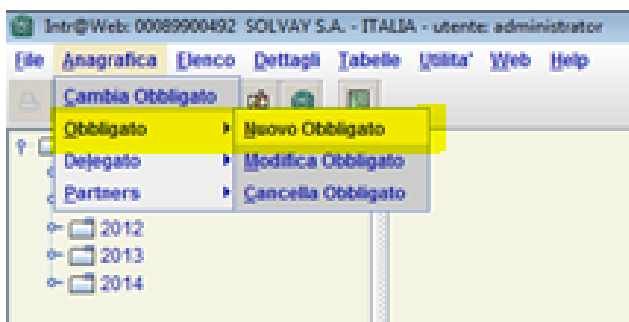 Intr@Web: 00089900492 SOLVAY S.A. - ITALIA - utente: administrator
File Anagrafica Elenco Dettagli Tabelle Utilita' Web Help
Cambia Obbligato
Obbligato Nuovo Obbligato
Delegato Modifica Obbligato
Partners Cancella Obbligato
2012
2013
2014